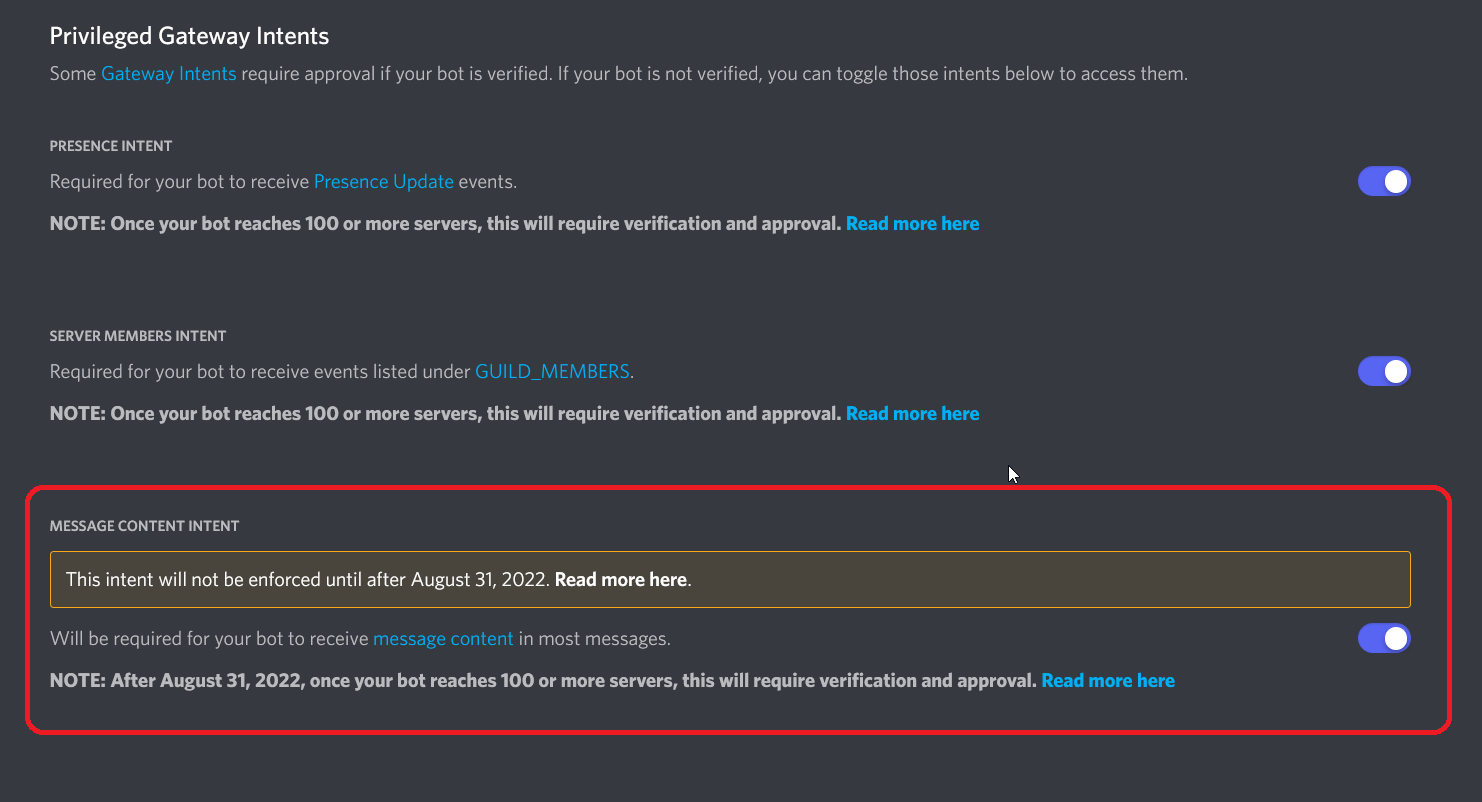 Privileged Gateway Intents
Some Gateway Intents require approval if your bot is verified. If your bot is not verified, you can toggle those intents below to access them.
PRESENCE INTENT
Required for your bot to receive Presence Update events.
NOTE: Once your bot reaches 100 or more servers, this will require verification and approval. Read more here
SERVER MEMBERS INTENT
Required for your bot to receive events listed under GUILD_MEMBERS.
NOTE: Once your bot reaches 100 or more servers, this will require verification and approval. Read more here
MESSAGE CONTENT INTENT
This intent will not be enforced until after August 31, 2022. Read more here.
Will be required for your bot to receive message content in most messages.
NOTE: After August 31, 2022, once your bot reaches 100 or more servers, this will require verification and approval. Read more here